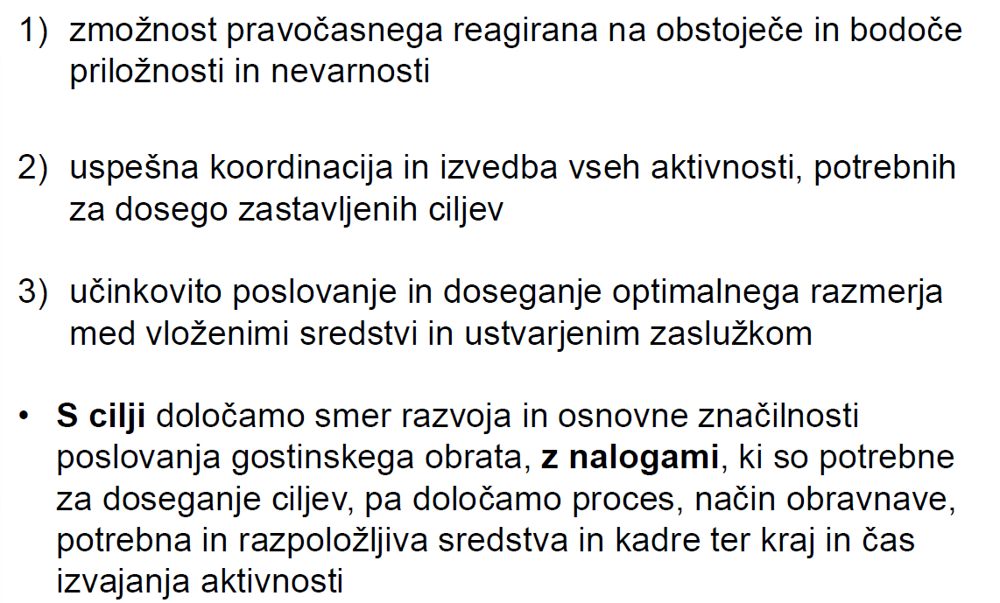 1) zmožnost pravočasnega reagirana na obstoječe in bodoče
priložnosti in nevarnosti
2) uspešna koordinacija in izvedba vseh aktivnosti, potrebnih
za dosego zastavljenih ciljev
3) učinkovito poslovanje in doseganje optimalnega razmerja
med vloženimi sredstvi in ustvarjenim zaslužkom
• S cilji določamo smer razvoja in osnovne značilnosti
poslovanja gostinskega obrata, z nalogami, ki so potrebne
za doseganje ciljev, pa določamo proces, način obravnave,
potrebna in razpoložljiva sredstva in kadre ter kraj in čas
izvajanja aktivnosti